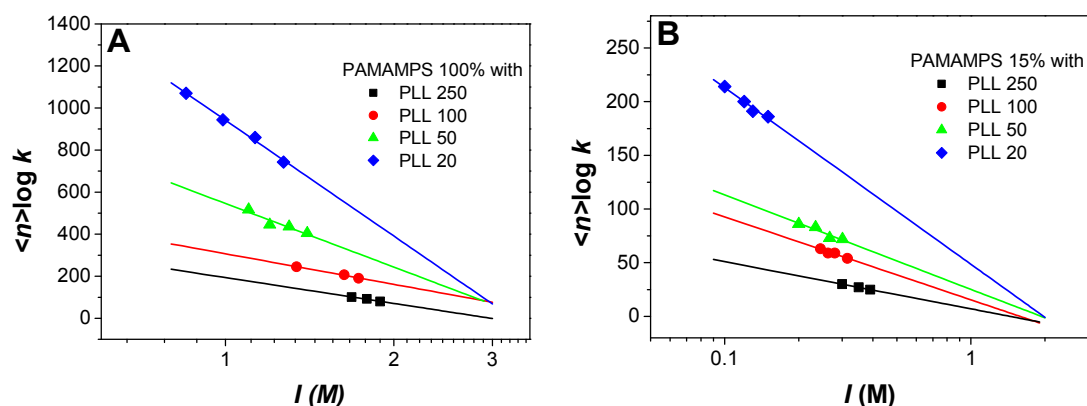 A
PAMAMPS 100% with
PLL 250
PLL 100
PLL 50
PLL 20
<n>log k
1400
1200
1000
800
600
400
200
0
1
2
3
I (M)
B
PAMAMPS 15% with
PLL 250
PLL 100
PLL 50
PLL 20
<n>log k
250
200
150
100
50
0
0.1
1
I (M)